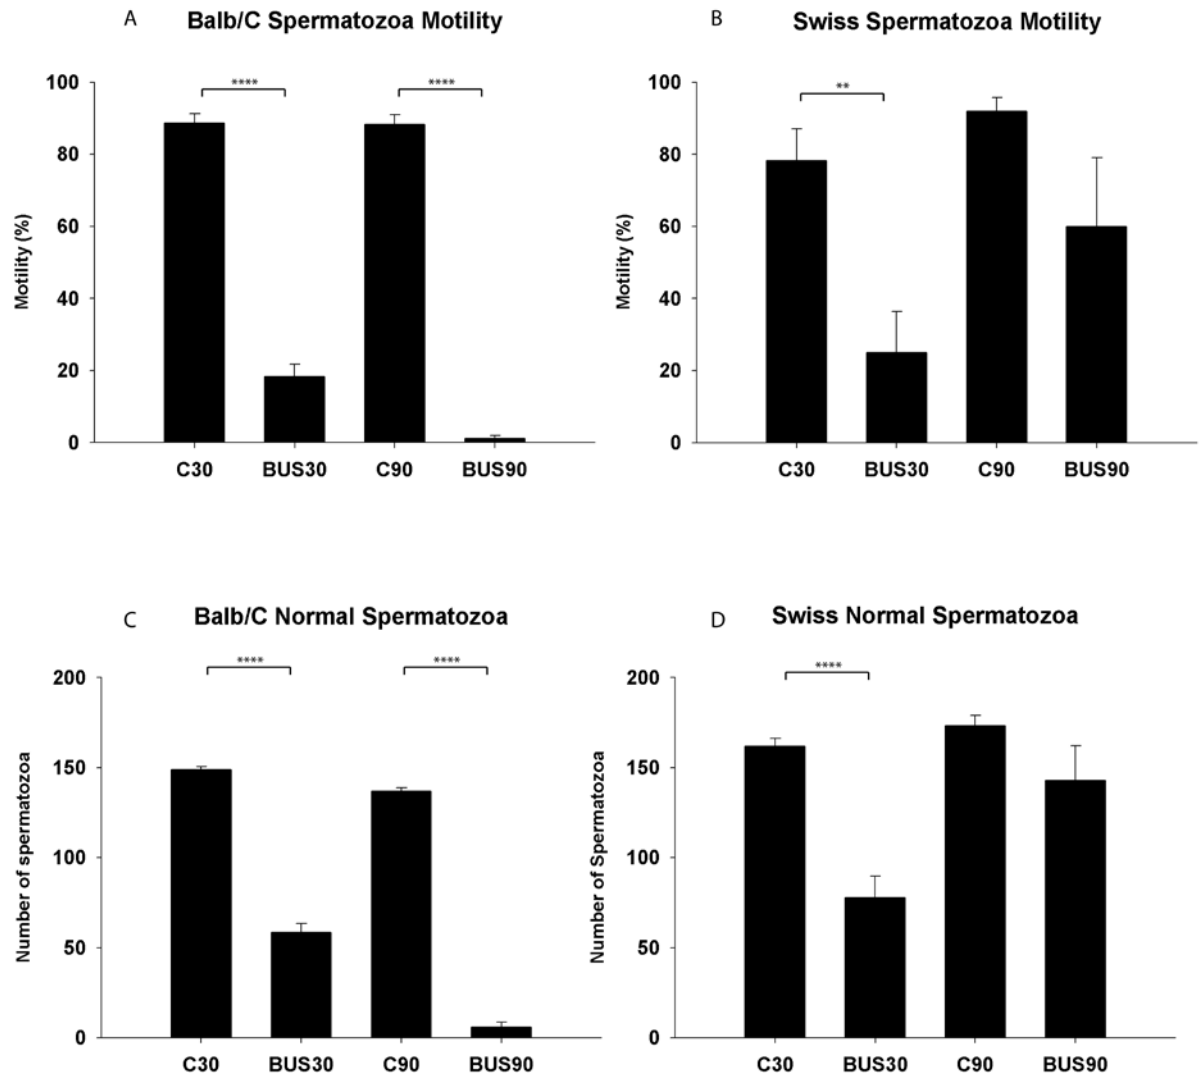 A
Balb/C Spermatozoa Motility
****
****
Motility (%)
100
80
60
40
20
0
C30
BUS30
C90
BUS90
B
Swiss Spermatozoa Motility
**
Motility (%)
100
80
60
40
20
0
C30
BUS30
C90
BUS90
C
Balb/C Normal Spermatozoa
****
****
Number of spermatozoa
200
150
100
50
0
C30
BUS30
C90
BUS90
D
Swiss Normal Spermatozoa
****
Number of Spermatozoa
200
150
100
50
0
C30
BUS30
C90
BUS90